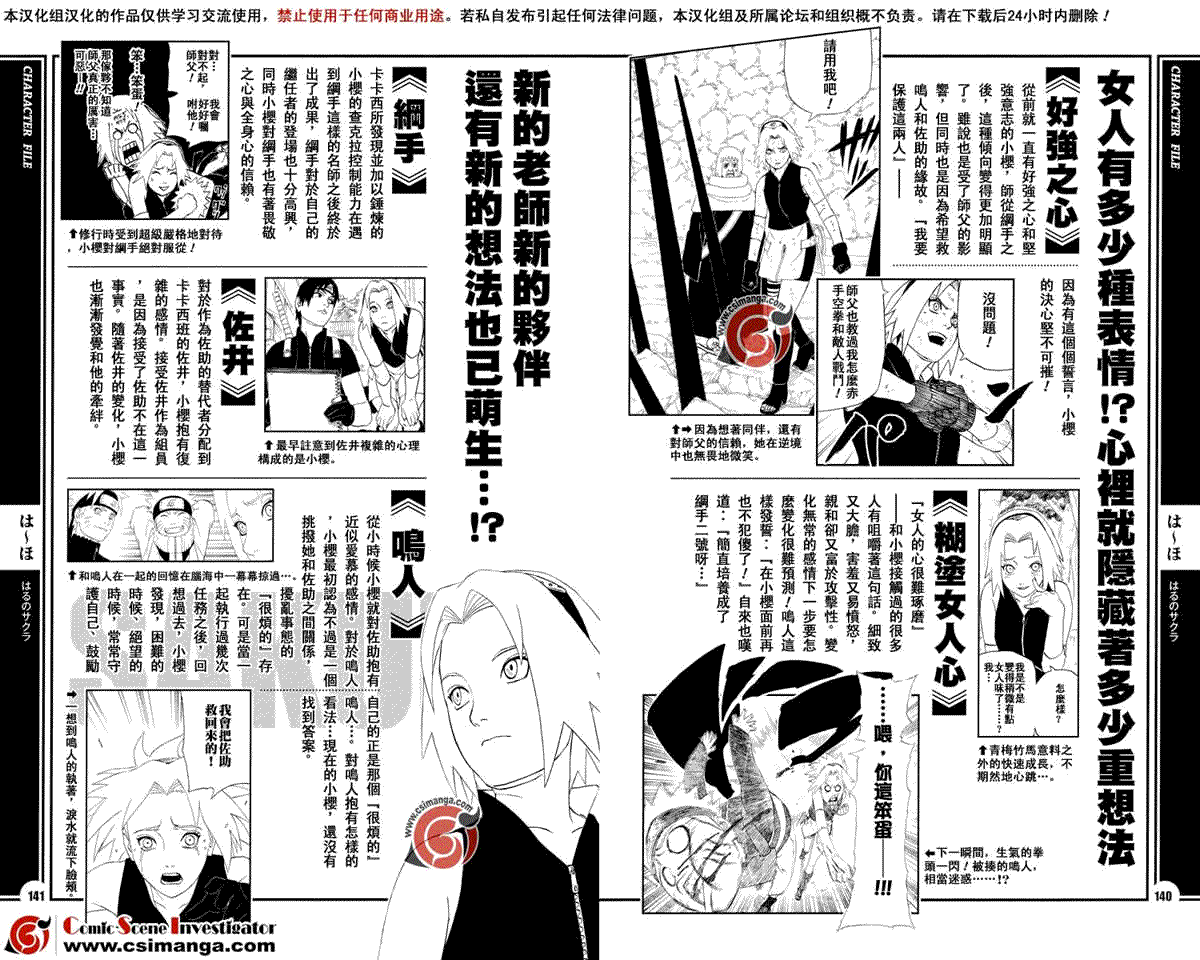 本汉化组汉化的作品仅供学习交流使用，禁止使用于任何商业用途。若私自发布引起任何法律问题，本汉化组及所属论坛和组织概不负责。请在下载后24小时内删除！
CHARACTER FILE
は～ほ
はるのサクラ
140
女人有多少種表情!?心裡就隱藏著多少重想法
《好強之心》
從前就一直有好強之心和堅
強意志的小櫻，師從綱手之
後，這種傾向變得更加明顯
了。雖說也是受了師父的影
響，但同時也是因為希望救
鳴人和佐助的緣故。「我要
保護這兩人」——
因為有這個個誓言，小櫻
的決心堅不可摧！
請用我吧！
沒問題！
師父也教過我怎麼赤
手空拳和敵人戰鬥！
⬆➡因為想著同伴，還有
對師父的信賴，她在逆境
中也無畏地微笑。
怎麼樣？
我是不是
變得稍微有點
女人味了……？
我…
⬆青梅竹馬意料之
外的快速成長，不
期然地心跳…。
《糊塗女人心》
「女人的心很難琢磨」
——和小櫻接觸過的很多
人有咀嚼著這句話。細致
又大膽，害羞又易憤怒，
親和卻又富於攻擊性。變
化無常的感情下一步要怎
麼變化很難預測！鳴人這
樣發誓：「在小櫻面前再
也不犯傻了！」自來也嘆
道：「簡直培養成了
綱手二號呀…」
……喂，你這笨蛋——!!!
⬅下一瞬間，生氣的拳
頭一閃！被揍的鳴人，
相當迷惑……!?
新的老師新的夥伴
還有新的想法也已萌生…!?
《綱手》
卡卡西所發現並加以錘煉的
小櫻的查克拉控制能力在遇
到綱手這樣的名師之後終於
出了成果，綱手對於自己的
繼任者的登場也十分高興，
同時小櫻對綱手也有著畏敬
之心與全身心的信賴。
對…
對不起，
師父！
我會
好好囑
咐他！
笨…笨蛋！
那傢夥不知道
師父真正的厲害…
可惡!!
⬆修行時受到超級嚴格地對待
，小櫻對綱手絕對服從！
《佐井》
對於作為佐助的替代者分配到
卡卡西班的佐井，小櫻抱有復
雜的感情。接受佐井作為組員
，是因為接受了佐助不在這一
事實。隨著佐井的變化，小櫻
也漸漸發覺和他的牽絆。
⬆最早註意到佐井複雜的心理
構成的是小櫻。
《鳴人》
從小時候小櫻就對佐助抱有
近似愛慕的感情。對於鳴人
，小櫻最初認為不過是一個
挑撥她和佐助之間關係，
擾亂事態的
「很煩的」存
在。可是當一
起執行過幾次
任務之後，回
想過去，小櫻
發現，困難的
時候、絕望的
時候，常常守
護自己、鼓勵
自己的正是那個「很煩的」
鳴人…。對鳴人抱有怎樣的
看法…現在的小櫻，還沒有
找到答案。
⬆和鳴人在一起的回憶在腦海中一幕幕掠過…。
我會把佐助
救回來的！
➡一想到鳴人的執著，淚水就流下臉頰。
SAKU
CHARACTER FILE
は～ほ
はるのサクラ
141
www.csimanga.com
www.csimanga.com
Comic Scene Investigator
www.csimanga.com